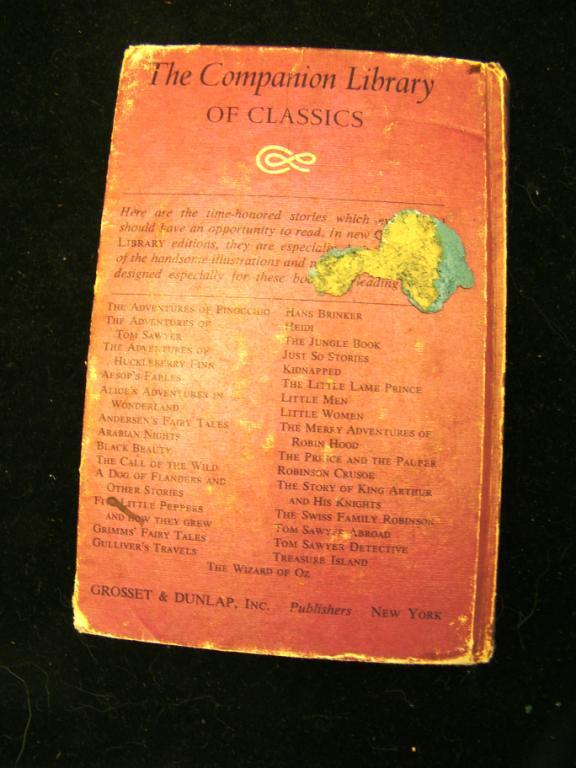 The Companion Library
OF CLASSICS
Here are the time-honored stories which
should have an opportunity to read. In new
LIBRARY editions, they are especially
of the handsome illustrations and
designed especially for these reading
THE ADVENTURES OF PINOCCHIO
THE ADVENTURES OF
TOM SAWYER
THE ADVENTURES OF
HUCKLEBERRY FINN
AESOP'S FABLES
ALICE'S ADVENTURES IN
WONDERLAND
ANDERSEN'S FAIRY TALES
ARABIAN NIGHTS
BLACK BEAUTY
THE CALL OF THE WILD
A DOG OF FLANDERS AND
OTHER STORIES
FIVE LITTLE PEPPERS
AND HOW THEY GREW
GRIMMS' FAIRY TALES
GULLIVER'S TRAVELS
HANS BRINKER
HEIDI
THE JUNGLE BOOK
JUST SO STORIES
KIDNAPPED
THE LITTLE LAME PRINCE
LITTLE MEN
LITTLE WOMEN
THE MERRY ADVENTURES OF
ROBIN HOOD
THE PRINCE AND THE PAUPER
ROBINSON CRUSOE
THE STORY OF KING ARTHUR
AND HIS KNIGHTS
THE SWISS FAMILY ROBINSON
TOM SAWYER ABROAD
TOM SAWYER DETECTIVE
TREASURE ISLAND
THE WIZARD OF OZ
GROSSET & DUNLAP, INC. Publishers NEW YORK